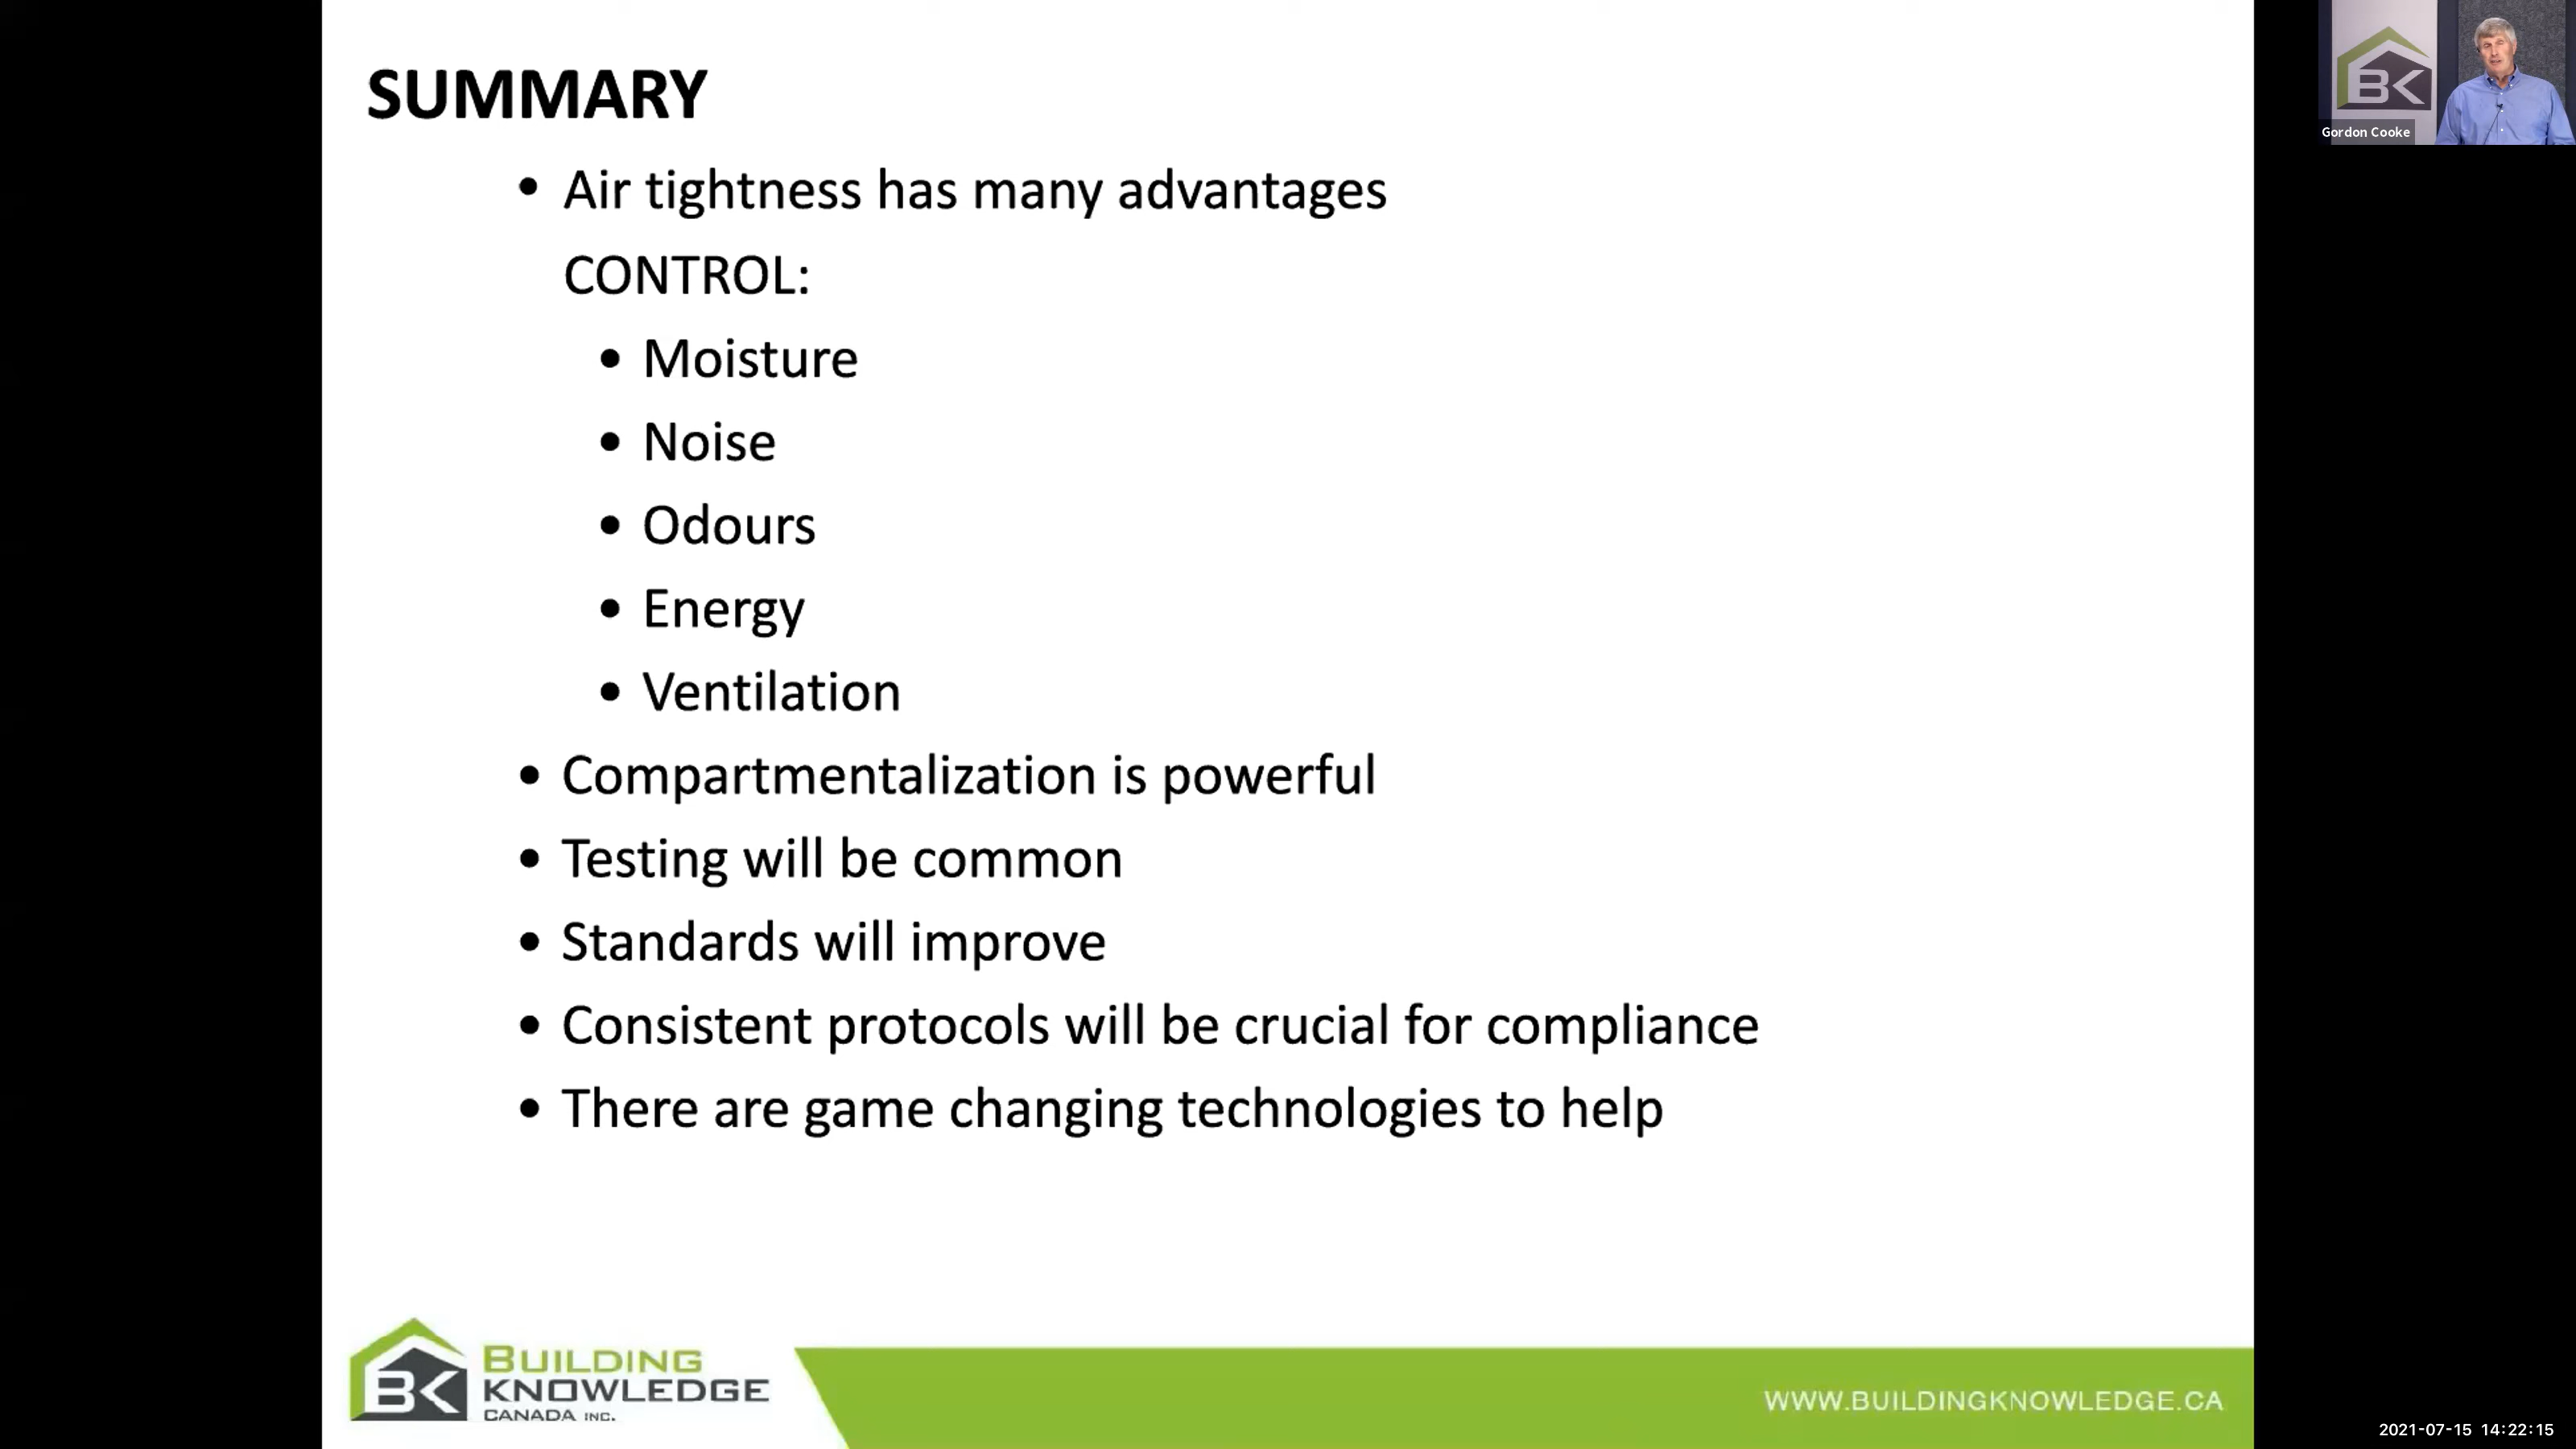 SUMMARY
• Air tightness has many advantages
CONTROL:
• Moisture
• Noise
• Odours
• Energy
• Ventilation
• Compartmentalization is powerful
• Testing will be common
• Standards will improve
• Consistent protocols will be crucial for compliance
• There are game changing technologies to help
BK
BUILDING
KNOWLEDGE
CANADA INC.
WWW.BUILDINGKNOWLEDGE.CA
BK
Gordon Cooke
2021-07-15 14:22:15